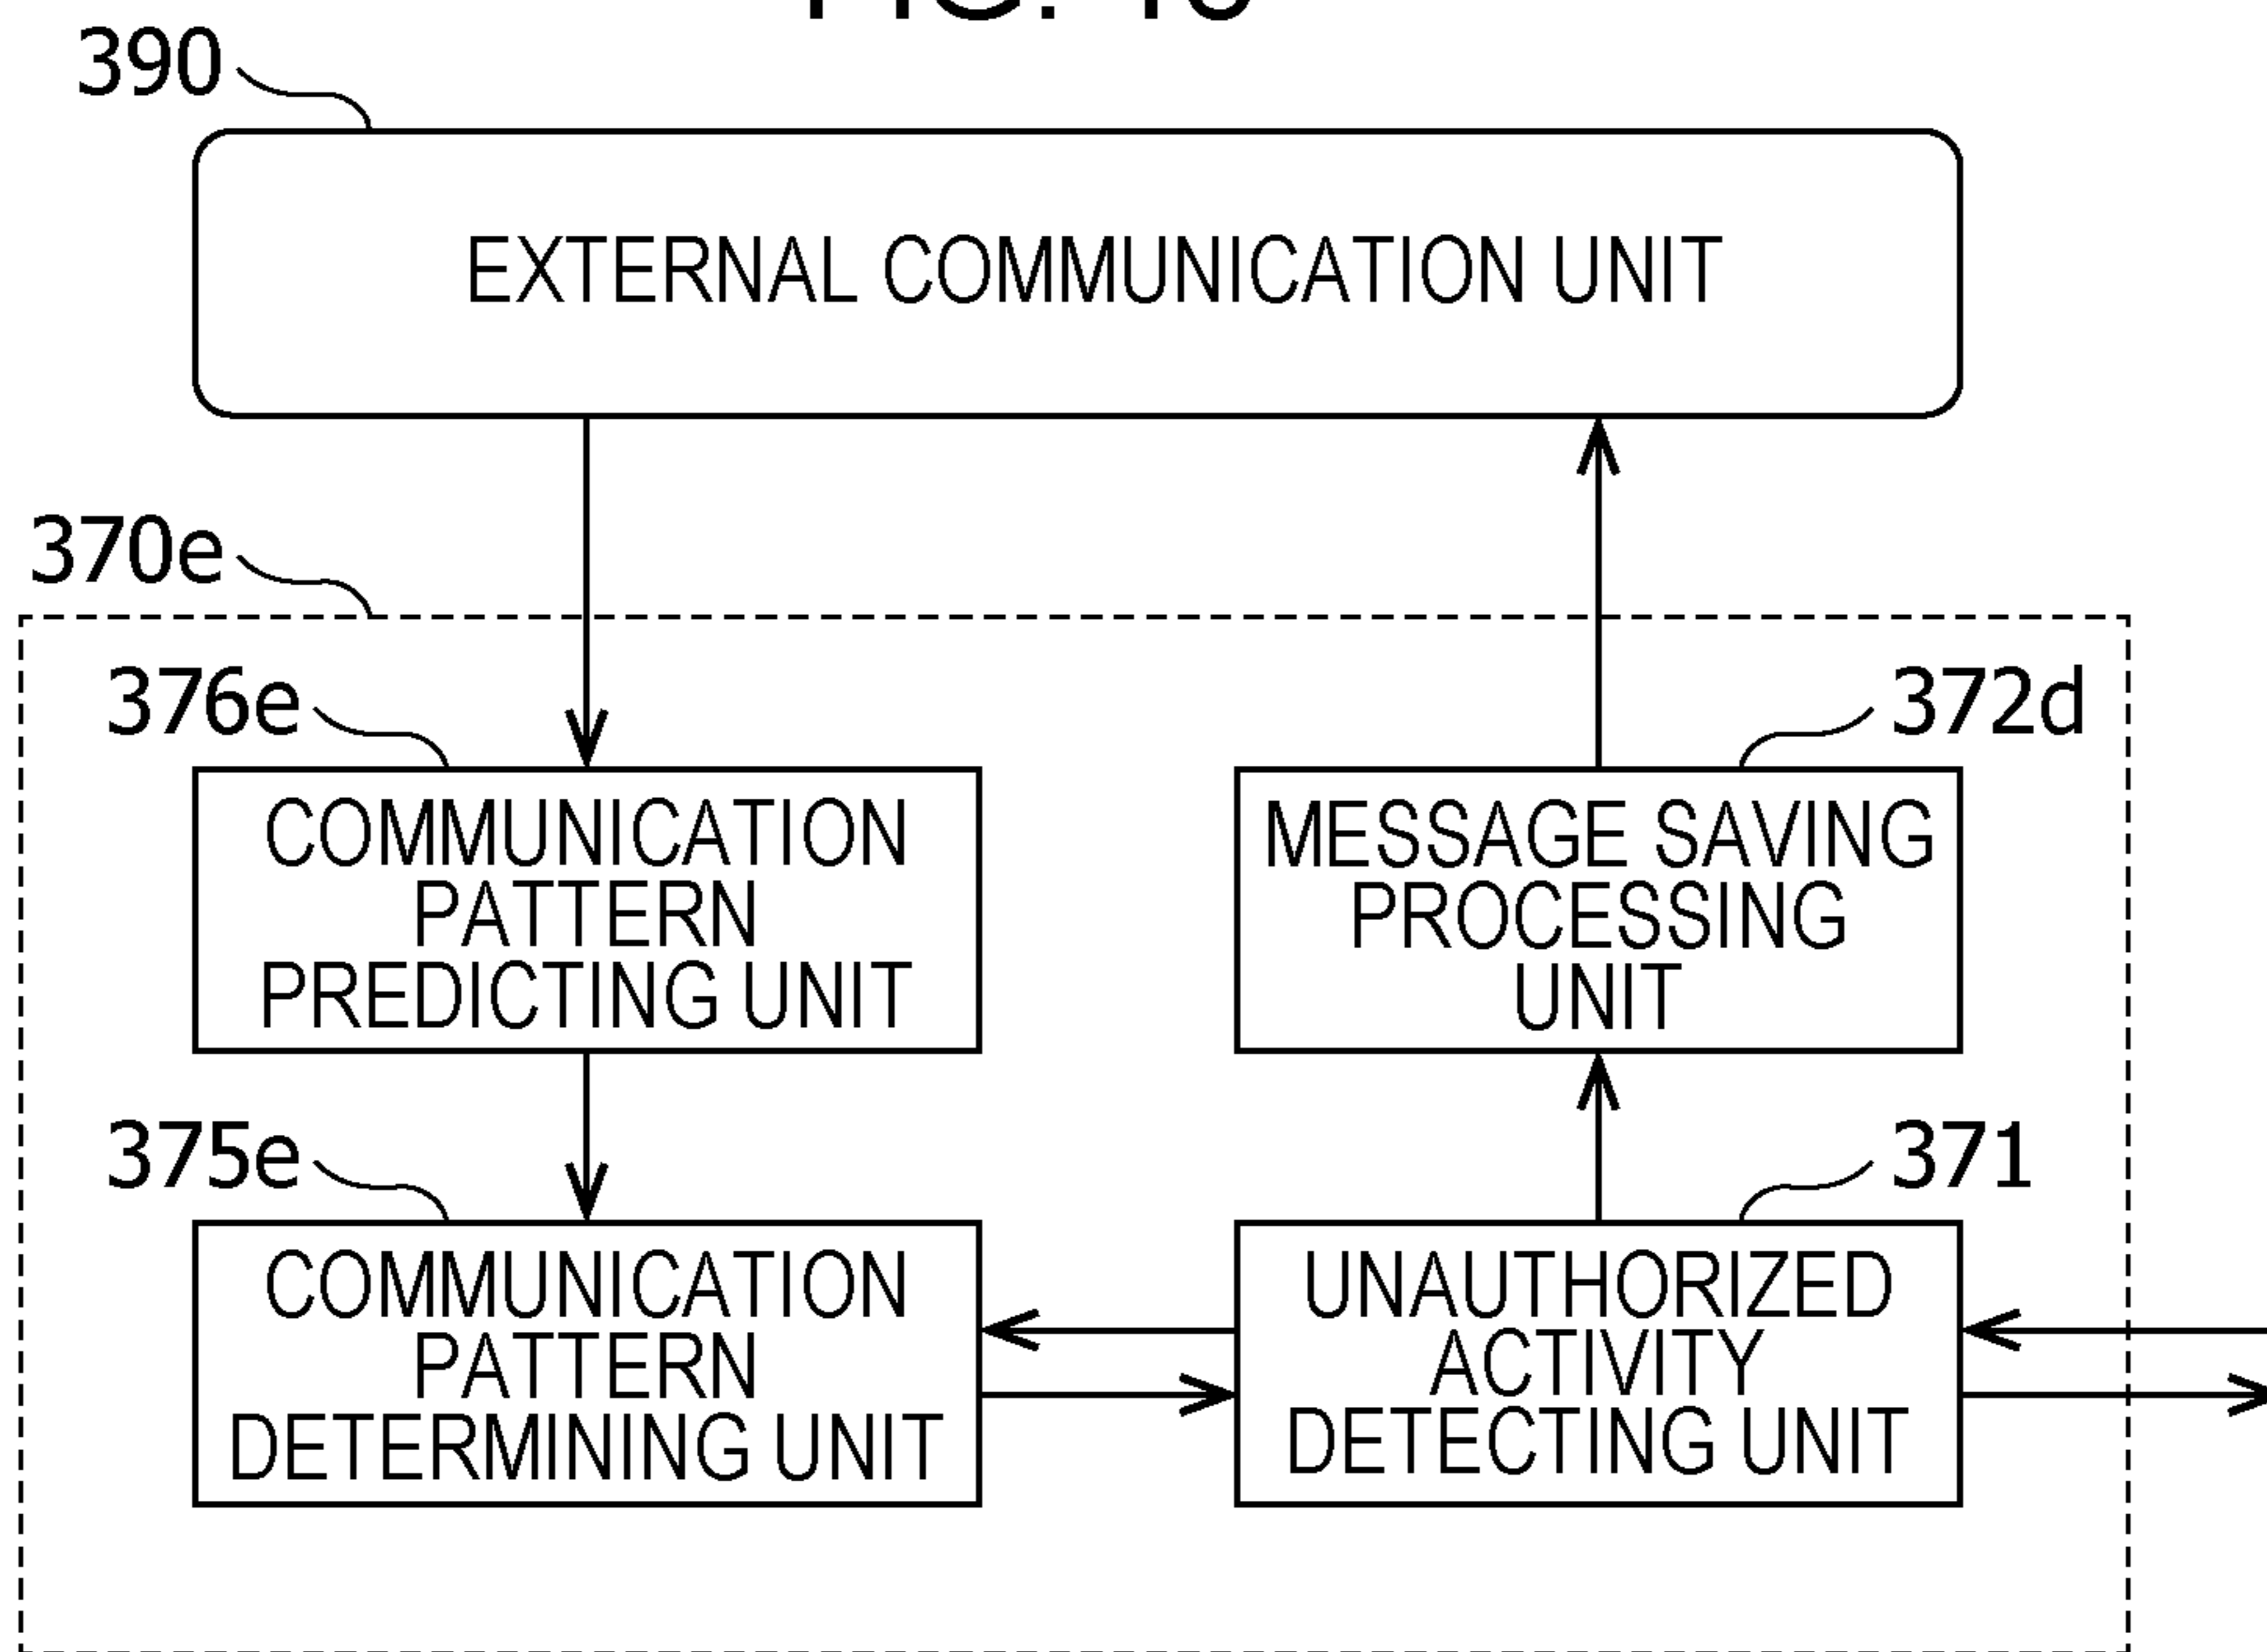 390
EXTERNAL COMMUNICATION UNIT
370e
376e
COMMUNICATION
PATTERN
PREDICTING UNIT
372d
MESSAGE SAVING
PROCESSING
UNIT
375e
COMMUNICATION
PATTERN
DETERMINING UNIT
371
UNAUTHORIZED
ACTIVITY
DETECTING UNIT